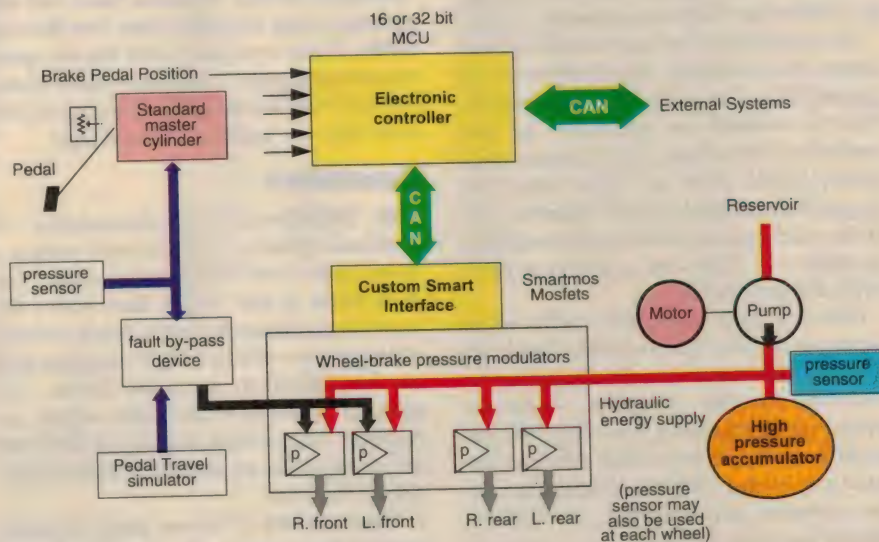 16 or 32 bit
MCU
Brake Pedal Position
Standard
master
cylinder
Electronic
controller
CAN
External Systems
Pedal
CAN
Reservoir
pressure
sensor
Custom Smart
Interface
Smartmos
Mosfets
Motor
Pump
fault by-pass
device
Wheel-brake pressure modulators
pressure
sensor
Hydraulic
energy supply
High
pressure
accumulator
Pedal Travel
simulator
p
p
p
p
R. front
L. front
R. rear
L. rear
(pressure
sensor may
also be used
at each wheel)